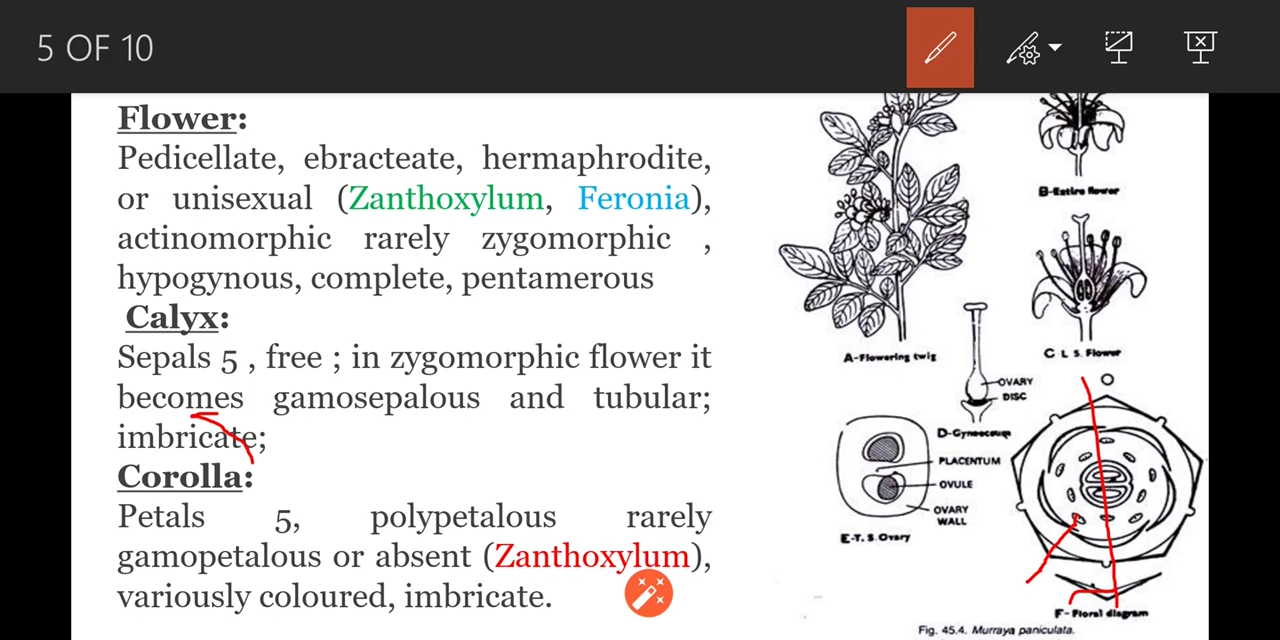 5 OF 10
Flower:
Pedicellate, ebracteate, hermaphrodite,
or unisexual (Zanthoxylum, Feronia),
actinomorphic rarely zygomorphic ,
hypogynous, complete, pentamerous
Calyx:
Sepals 5 , free ; in zygomorphic flower it
becomes gamosepalous and tubular;
imbricate;
Corolla:
Petals 5, polypetalous rarely
gamopetalous or absent (Zanthoxylum),
variously coloured, imbricate.
B-Entire flower
A-Flowering twig
C L S. Flower
OVARY
DISC
D-Gynoecium
PLACENTUM
OVULE
OVARY
WALL
E-T. S. Ovary
F-Floral diagram
Fig. 45.4. Murraya paniculata.